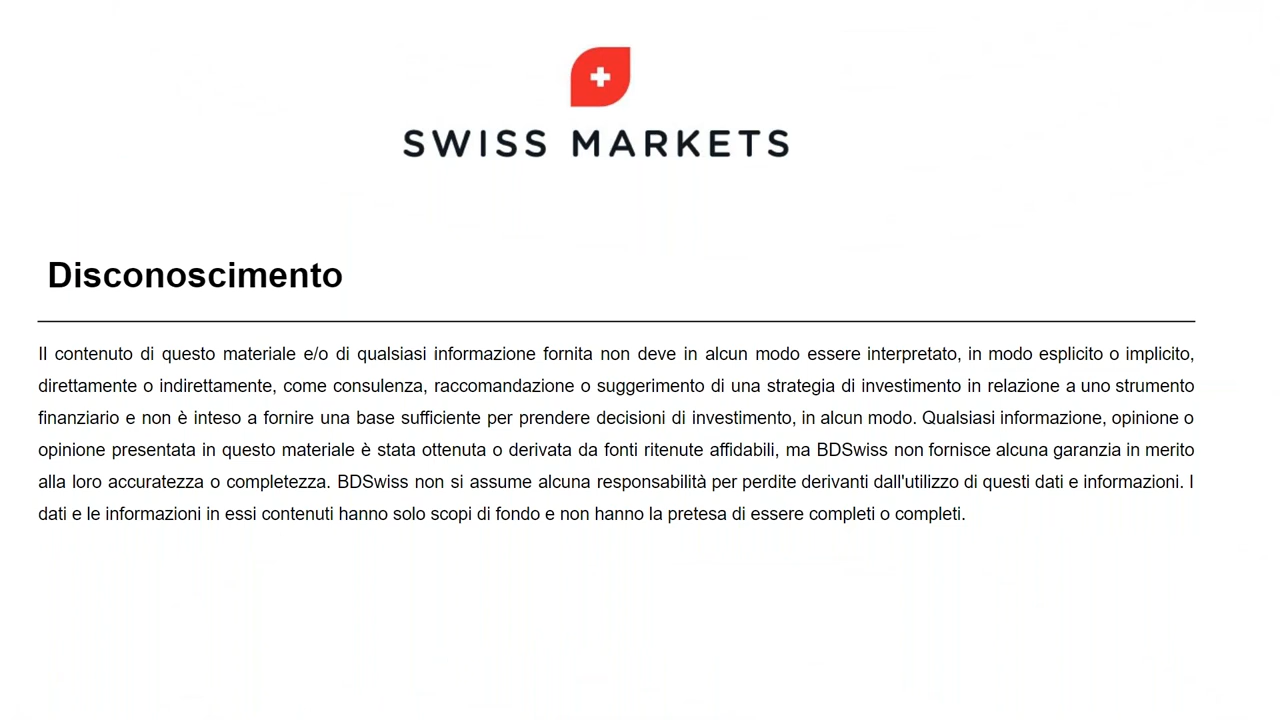 SWISS MARKETS
Disconoscimento
Il contenuto di questo materiale e/o di qualsiasi informazione fornita non deve in alcun modo essere interpretato, in modo esplicito o implicito,
direttamente o indirettamente, come consulenza, raccomandazione o suggerimento di una strategia di investimento in relazione a uno strumento
finanziario e non è inteso a fornire una base sufficiente per prendere decisioni di investimento, in alcun modo. Qualsiasi informazione, opinione o
opinione presentata in questo materiale è stata ottenuta o derivata da fonti ritenute affidabili, ma BDSwiss non fornisce alcuna garanzia in merito
alla loro accuratezza o completezza. BDSwiss non si assume alcuna responsabilità per perdite derivanti dall'utilizzo di questi dati e informazioni. I
dati e le informazioni in essi contenuti hanno solo scopi di fondo e non hanno la pretesa di essere completi o completi.